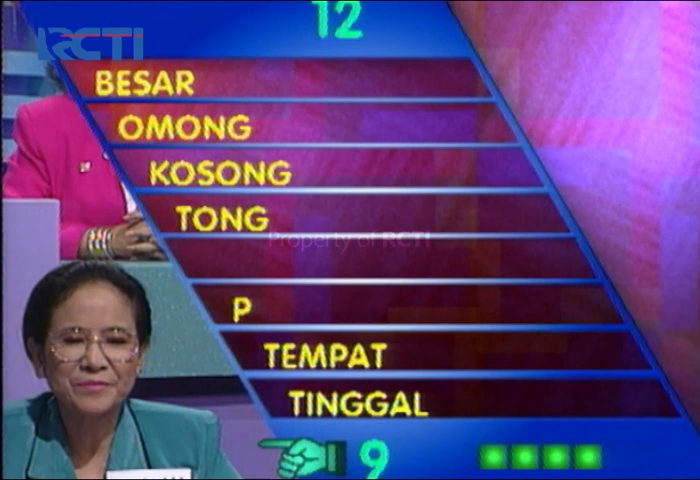 12
RCTI
BESAR
OMONG
KOSONG
TONG
Property of RCTI
P
TEMPAT
TINGGAL
9